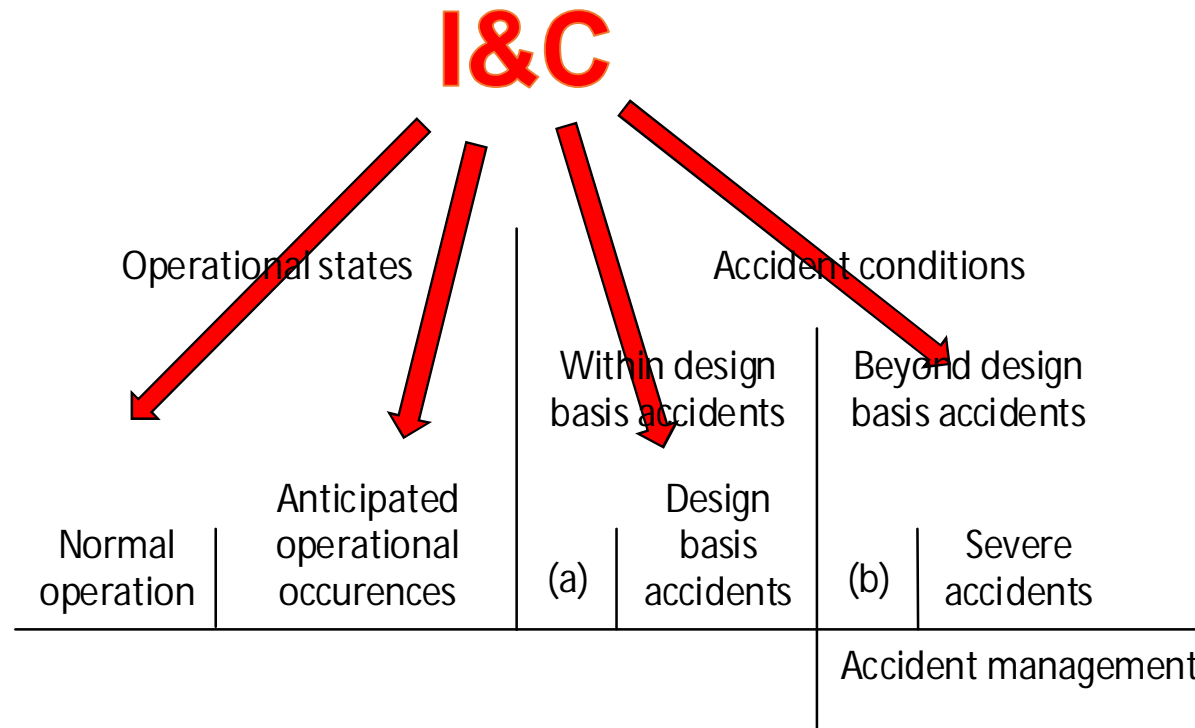 I&C
Operational states
Accident conditions
Within design
basis accidents
Beyond design
basis accidents
Normal
operation
Anticipated
operational
occurences
(a)
Design
basis
accidents
(b)
Severe
accidents
Accident management